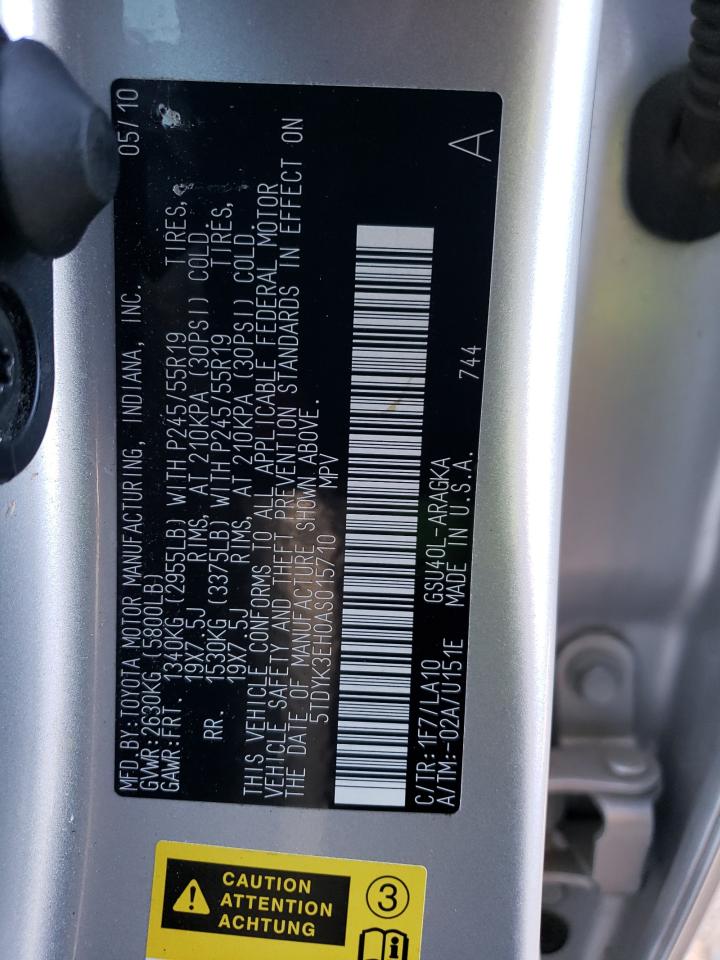 MFD.BY:TOYOTA MOTOR MANUFACTURING, INDIANA, INC. 05/10
GVWR:2630KG(5800LB)
GAWR:FRT. 1340KG (2955LB) WITH P245/55R19 TIRES,
19X7.5J RIMS, AT 210KPA (30PSI) COLD.
RR. 1530KG (3375LB) WITH P245/55R19 TIRES,
19X7.5J RIMS, AT 210KPA (30PSI) COLD.
THIS VEHICLE CONFORMS TO ALL APPLICABLE FEDERAL MOTOR
VEHICLE SAFETY AND THEFT PREVENTION STANDARDS IN EFFECT ON
THE DATE OF MANUFACTURE SHOWN ABOVE.
5TDYK3EH0AS015710 MPV
A
C/TR:1F7/LA10 GSU40L-ARAGKA
A/TM:-02A/U151E MADE IN U.S.A. 744
CAUTION
ATTENTION
ACHTUNG
3